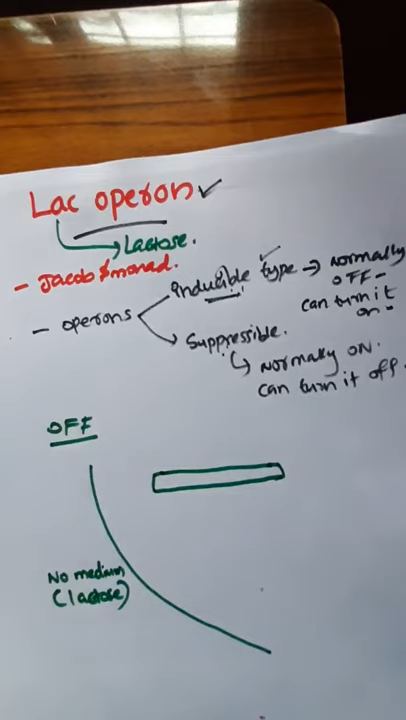 Lac operon
Lactose.
- Jacob & monad.
- operons
Inducible type → normally
OFF -
can turn it
on -
Suppressible.
normally ON.
can turn it off.
OFF
No medium
(lactose)